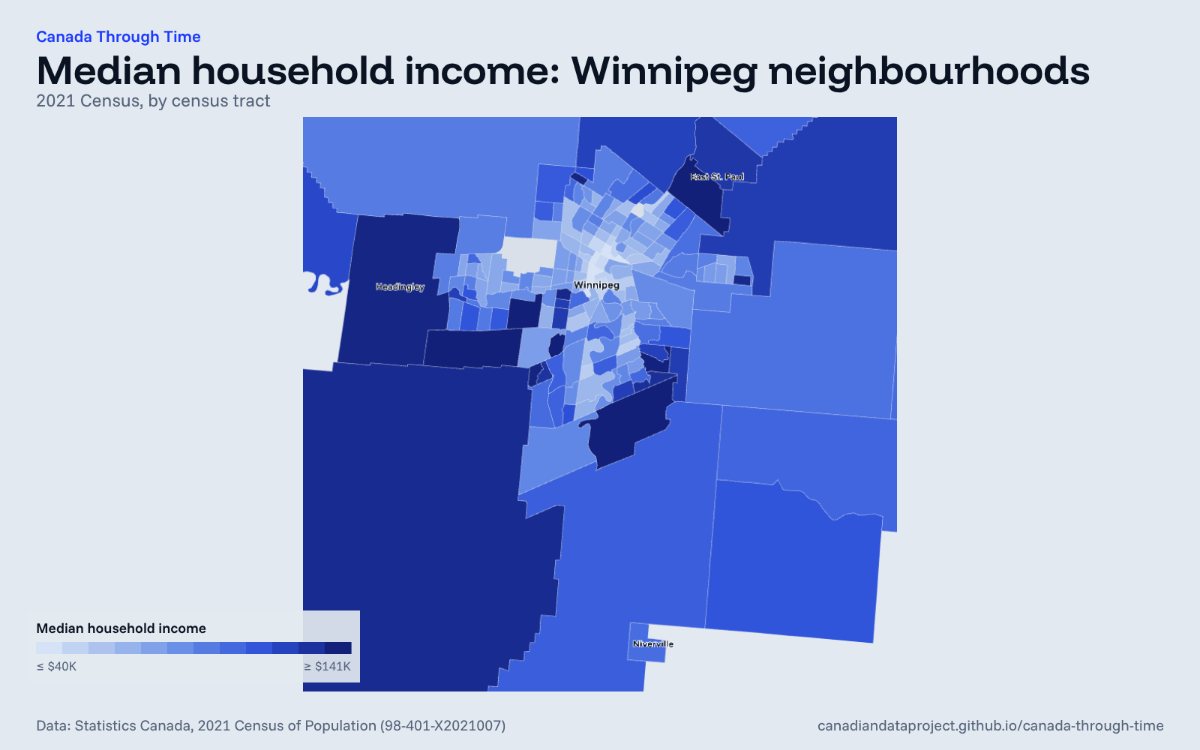 Canada Through Time
Median household income: Winnipeg neighbourhoods
2021 Census, by census tract
East St. Paul
Headingley
Winnipeg
Niverville
Median household income
≤ $40K
≥ $141K
Data: Statistics Canada, 2021 Census of Population (98-401-X2021007)
canadiandataproject.github.io/canada-through-time